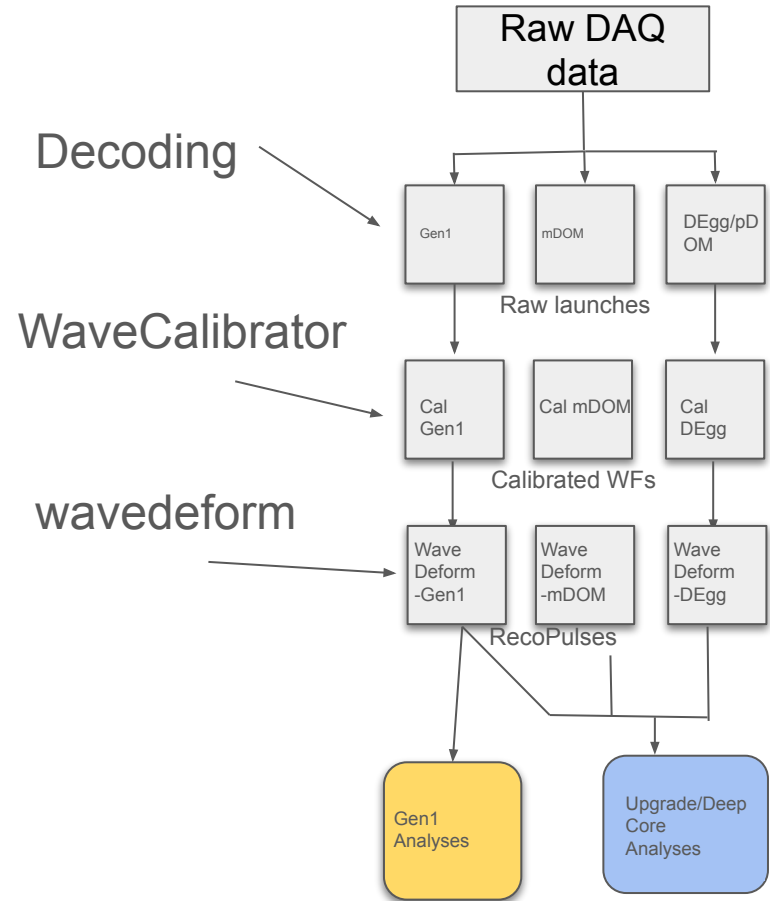 Raw DAQ
data
Decoding
Gen1
mDOM
DEgg/pD
OM
Raw launches
WaveCalibrator
Cal
Gen1
Cal mDOM
Cal
DEgg
Calibrated WFs
wavedeform
Wave
Deform
-Gen1
Wave
Deform
-mDOM
Wave
Deform
-DEgg
RecoPulses
Gen1
Analyses
Upgrade/Deep
Core
Analyses